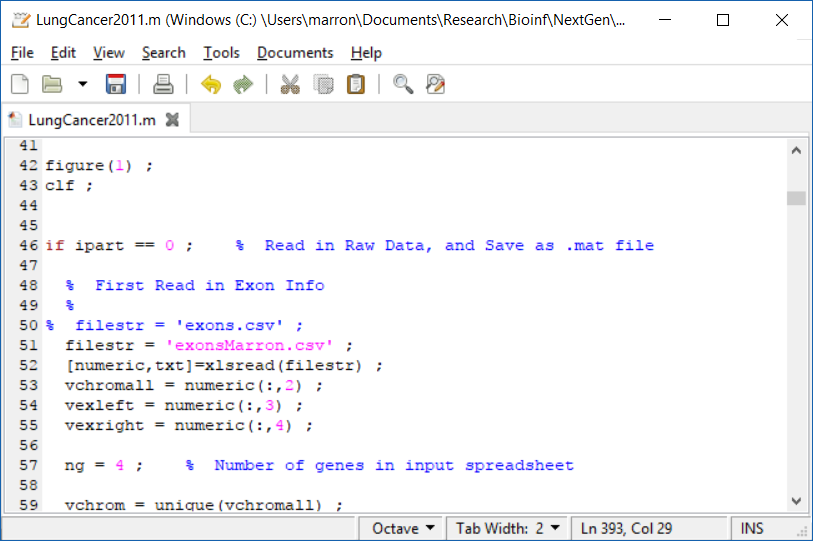 LungCancer2011.m (Windows (C:) \Users\marron\Documents\Research\Bioinf\NextGen\...
File Edit View Search Tools Documents Help
LungCancer2011.m
41
42 figure(1) ;
43 clf ;
44
45
46 if ipart == 0 ;    %  Read in Raw Data, and Save as .mat file
47
48   %  First Read in Exon Info
49   %
50 %  filestr = 'exons.csv' ;
51   filestr = 'exonsMarron.csv' ;
52   [numeric,txt]=xlsread(filestr) ;
53   vchromall = numeric(:,2) ;
54   vexleft = numeric(:,3) ;
55   vexright = numeric(:,4) ;
56
57   ng = 4 ;    %  Number of genes in input spreadsheet
58
59   vchrom = unique(vchromall) ;
Octave Tab Width: 2 Ln 393, Col 29 INS